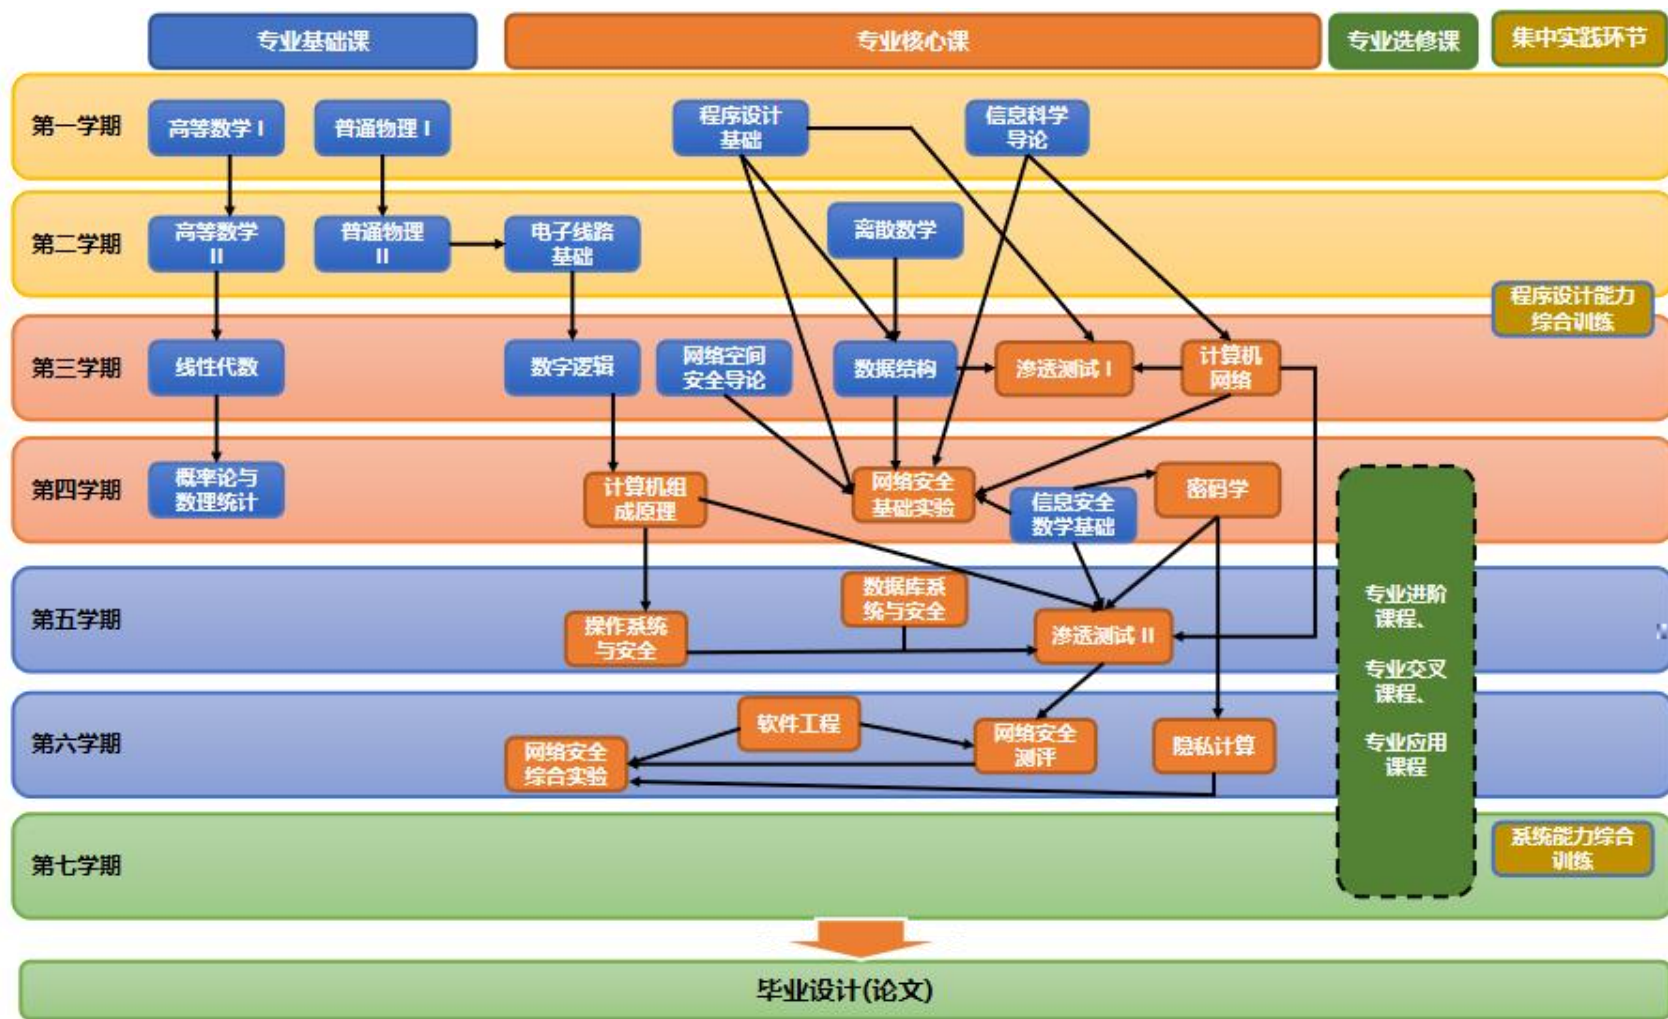 专业基础课
专业核心课
专业选修课
集中实践环节
第一学期
高等数学 I
普通物理 I
程序设计
基础
信息科学
导论
第二学期
高等数学
II
普通物理
II
电子线路
基础
离散数学
程序设计能力
综合训练
第三学期
线性代数
数字逻辑
网络空间
安全导论
数据结构
渗透测试 I
计算机
网络
第四学期
概率论与
数理统计
计算机组
成原理
网络安全
基础实验
信息安全
数学基础
密码学
第五学期
操作系统
与安全
数据库系
统与安全
渗透测试 II
专业进阶
课程、
专业交叉
课程、
专业应用
课程
第六学期
网络安全
综合实验
软件工程
网络安全
测评
隐私计算
第七学期
系统能力综合
训练
毕业设计(论文)